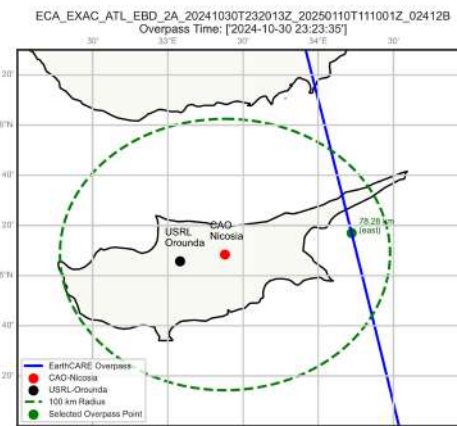 ECA_EXAC_ATL_EBD_2A_20241030T232013Z_20250110T111001Z_02412B
Overpass Time: ['2024-10-30 23:23:35']
30' 33°E 30' 34°E 30'
20'
5°N
40'
20'
5°N
40'
20'
78.28 km
(east)
CAO
Nicosia
USRL
Orounda
EarthCARE Overpass
CAO-Nicosia
USRL-Orounda
100 km Radius
Selected Overpass Point